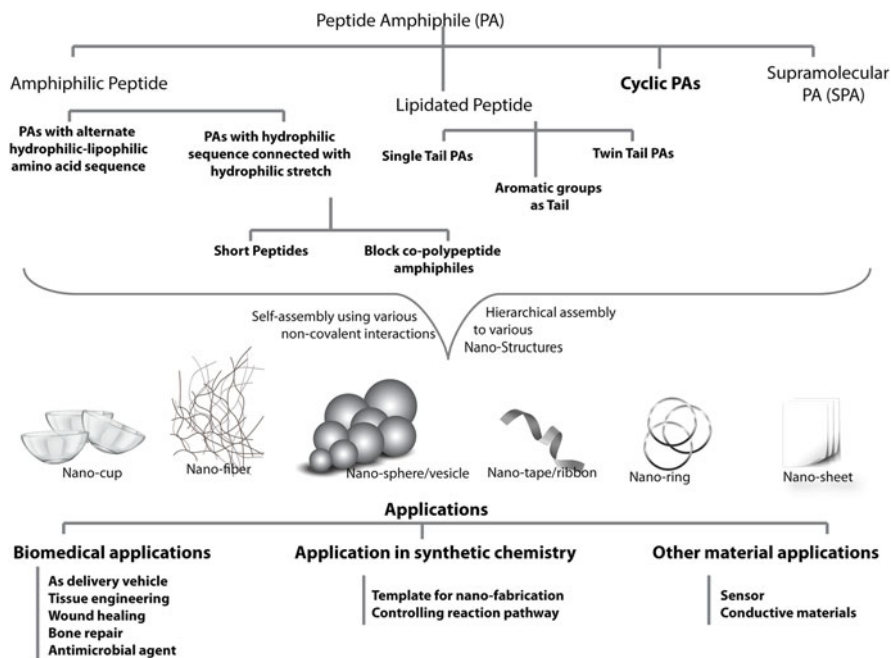 Peptide Amphiphile (PA)
Amphiphilic Peptide
Lipidated Peptide
Cyclic PAs
Supramolecular
PA (SPA)
PAs with alternate
hydrophilic-lipophilic
amino acid sequence
PAs with hydrophilic
sequence connected with
hydrophilic stretch
Single Tail PAs
Aromatic groups
as Tail
Twin Tail PAs
Short Peptides
Block co-polypeptide
amphiphiles
Self-assembly using various
non-covalent interactions
Hierarchical assembly
to various
Nano-Structures
Nano-cup
Nano-fiber
Nano-sphere/vesicle
Nano-tape/ribbon
Nano-ring
Nano-sheet
Applications
Biomedical applications
As delivery vehicle
Tissue engineering
Wound healing
Bone repair
Antimicrobial agent
Application in synthetic chemistry
Template for nano-fabrication
Controlling reaction pathway
Other material applications
Sensor
Conductive materials